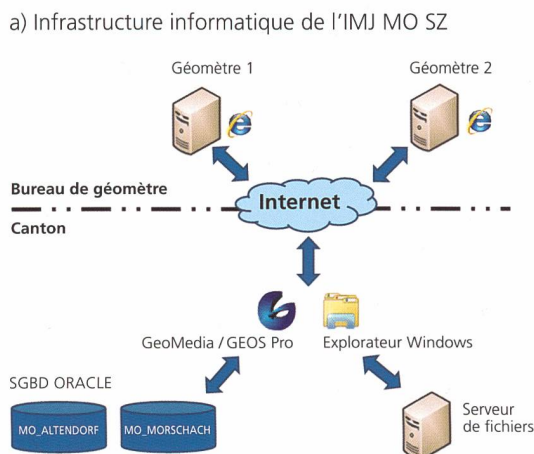 a) Infrastructure informatique de l'IMJ MO SZ
Géomètre 1
Géomètre 2
Bureau de géomètre
Internet
Canton
GeoMedia / GEOS Pro
Explorateur Windows
SGBD ORACLE
MO_ALTENDORF
MO_MORSCHACH
Serveur
de fichiers